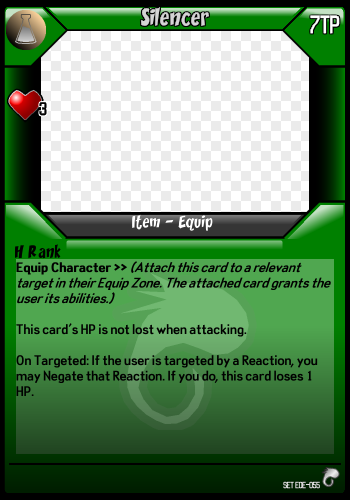 Silencer
7TP
3
Item - Equip
H Rank
Equip Character >> (Attach this card to a relevant
target in their Equip Zone. The attached card grants the
user its abilities.)
This card's HP is not lost when attacking.
On Targeted: If the user is targeted by a Reaction, you
may Negate that Reaction. If you do, this card loses 1
HP.
SET EOE-055